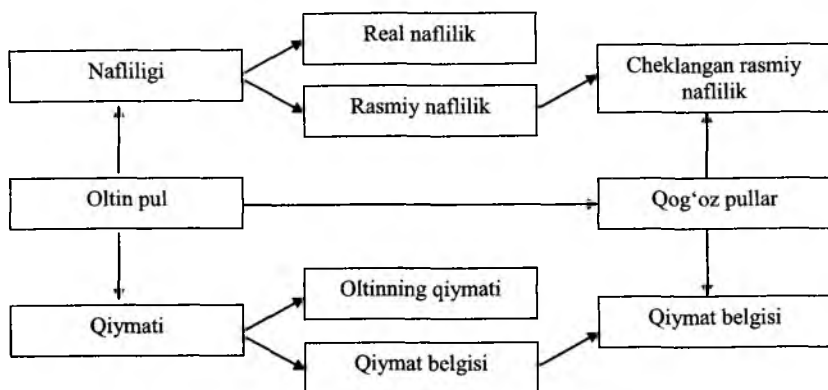 Real naflilik
Nafliligi
Cheklangan rasmiy
naflilik
Rasmiy naflilik
Oltin pul
Qog‘oz pullar
Oltinning qiymati
Qiymati
Qiymat belgisi
Qiymat belgisi